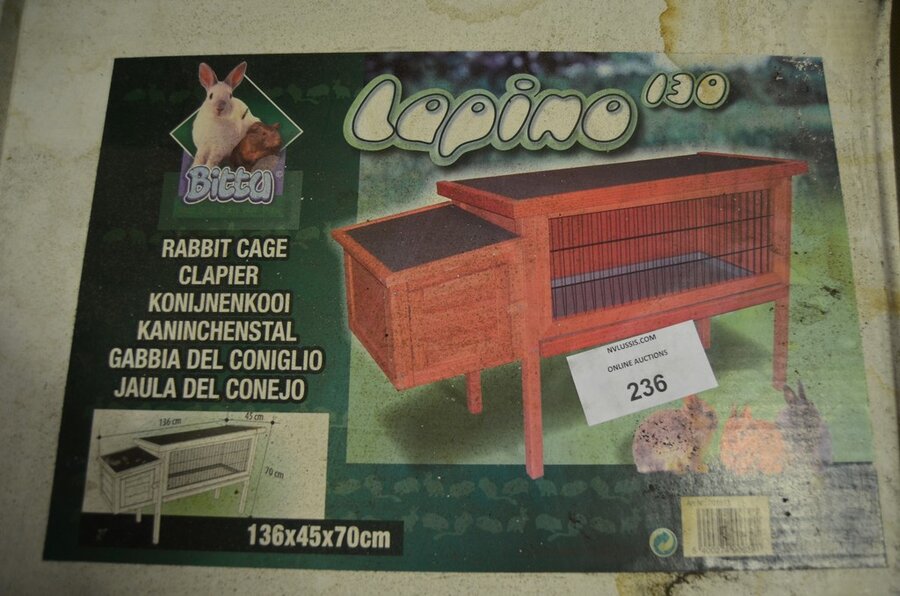 Lapino 130
Bittu
RABBIT CAGE
CLAPIER
KONIJNENKOOI
KANINCHENSTAL
GABBIA DEL CONIGLIO
JAULA DEL CONEJO
NVLUSSIS.COM
ONLINE AUCTIONS
236
136 cm
45 cm
70 cm
136x45x70cm